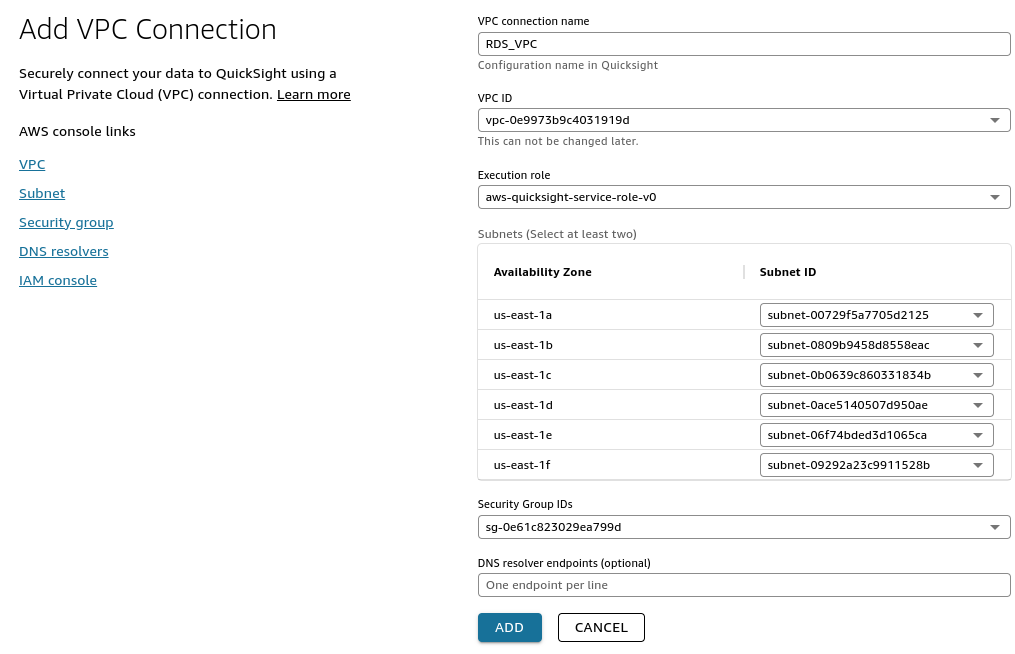 Add VPC Connection
Securely connect your data to QuickSight using a
Virtual Private Cloud (VPC) connection. Learn more
AWS console links
VPC
Subnet
Security group
DNS resolvers
IAM console
VPC connection name
RDS_VPC
Configuration name in Quicksight
VPC ID
vpc-0e9973b9c4031919d
This can not be changed later.
Execution role
aws-quicksight-service-role-v0
Subnets (Select at least two)
Availability Zone Subnet ID
us-east-1a subnet-00729f5a7705d2125
us-east-1b subnet-0809b9458d8558eac
us-east-1c subnet-0b0639c860331834b
us-east-1d subnet-0ace5140507d950ae
us-east-1e subnet-06f74bded3d1065ca
us-east-1f subnet-09292a23c9911528b
Security Group IDs
sg-0e61c823029ea799d
DNS resolver endpoints (optional)
One endpoint per line
ADD CANCEL